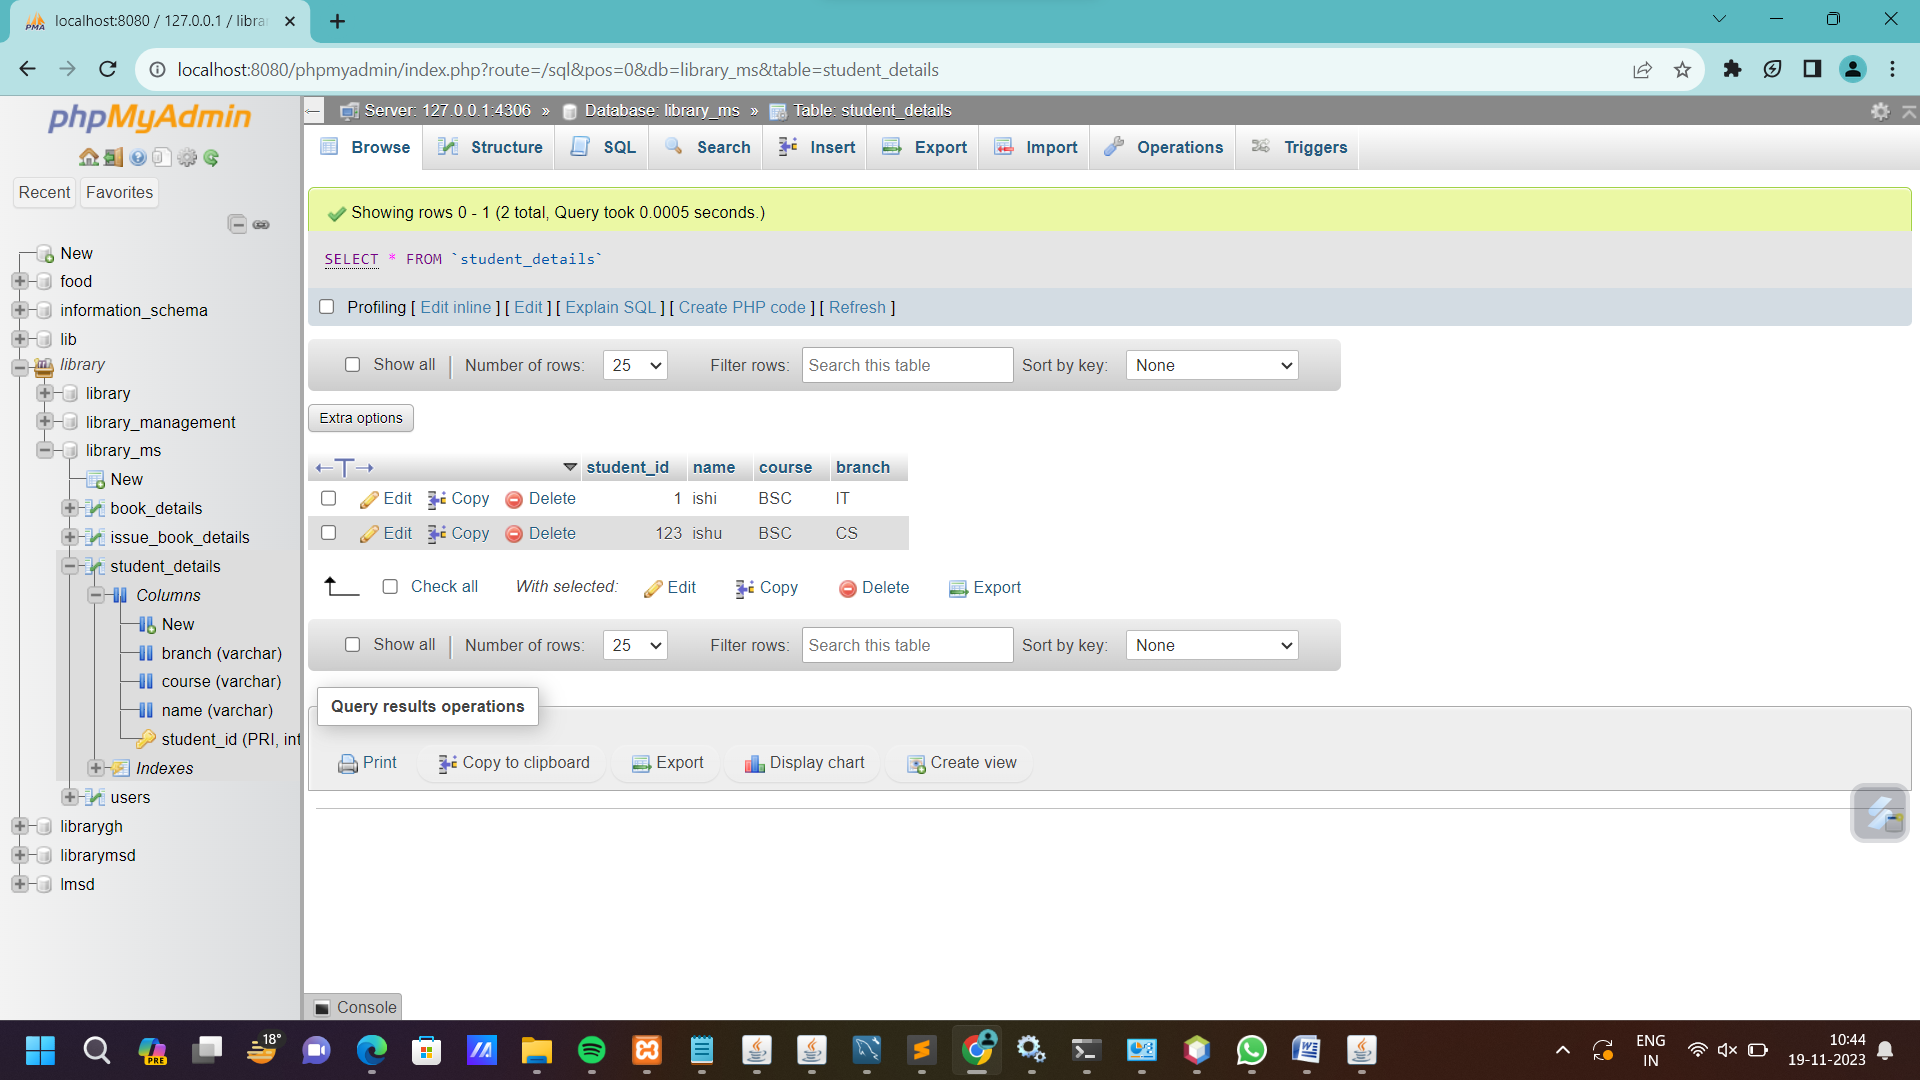 localhost:8080 / 127.0.0.1 / libra
localhost:8080/phpmyadmin/index.php?route=/sql&pos=0&db=library_ms&table=student_details
phpMyAdmin
Recent Favorites
New
food
information_schema
lib
library
library
library_management
library_ms
New
book_details
issue_book_details
student_details
Columns
New
branch (varchar)
course (varchar)
name (varchar)
student_id (PRI, int
Indexes
users
librarygh
librarymsd
lmsd
Server: 127.0.0.1:4306 » Database: library_ms » Table: student_details
Browse Structure SQL Search Insert Export Import Operations Triggers
Showing rows 0 - 1 (2 total, Query took 0.0005 seconds.)
SELECT * FROM `student_details`
Profiling [ Edit inline ] [ Edit ] [ Explain SQL ] [ Create PHP code ] [ Refresh ]
Show all Number of rows: 25 Filter rows: Search this table Sort by key: None
Extra options
←T→ student_id name course branch
Edit Copy Delete 1 ishi BSC IT
Edit Copy Delete 123 ishu BSC CS
Check all With selected: Edit Copy Delete Export
Show all Number of rows: 25 Filter rows: Search this table Sort by key: None
Query results operations
Print Copy to clipboard Export Display chart Create view
Console
PRE
18°
ENG
IN
10:44
19-11-2023